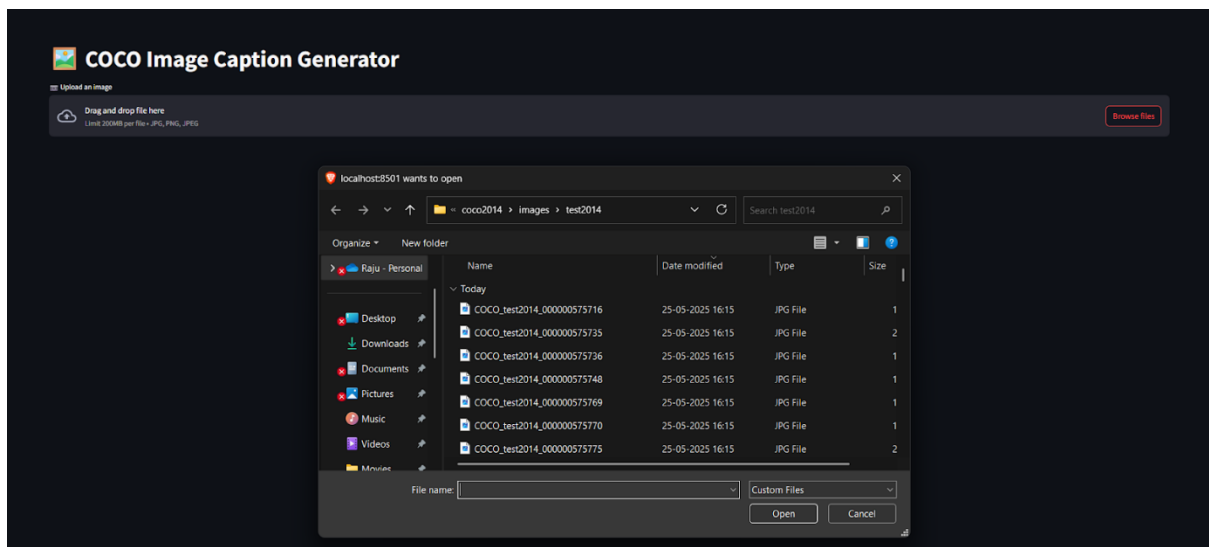 COCO Image Caption Generator
Upload an image
Drag and drop file here
Limit 200MB per file • JPG, PNG, JPEG
Browse files
localhost:8501 wants to open
« coco2014 › images › test2014
Search test2014
Organize
New folder
Raju - Personal
Desktop
Downloads
Documents
Pictures
Music
Videos
Movies
Name Date modified Type Size
Today
COCO_test2014_000000575716 25-05-2025 16:15 JPG File 1
COCO_test2014_000000575735 25-05-2025 16:15 JPG File 2
COCO_test2014_000000575736 25-05-2025 16:15 JPG File 1
COCO_test2014_000000575748 25-05-2025 16:15 JPG File 1
COCO_test2014_000000575769 25-05-2025 16:15 JPG File 1
COCO_test2014_000000575770 25-05-2025 16:15 JPG File 1
COCO_test2014_000000575775 25-05-2025 16:15 JPG File 2
File name:
Custom Files
Open
Cancel